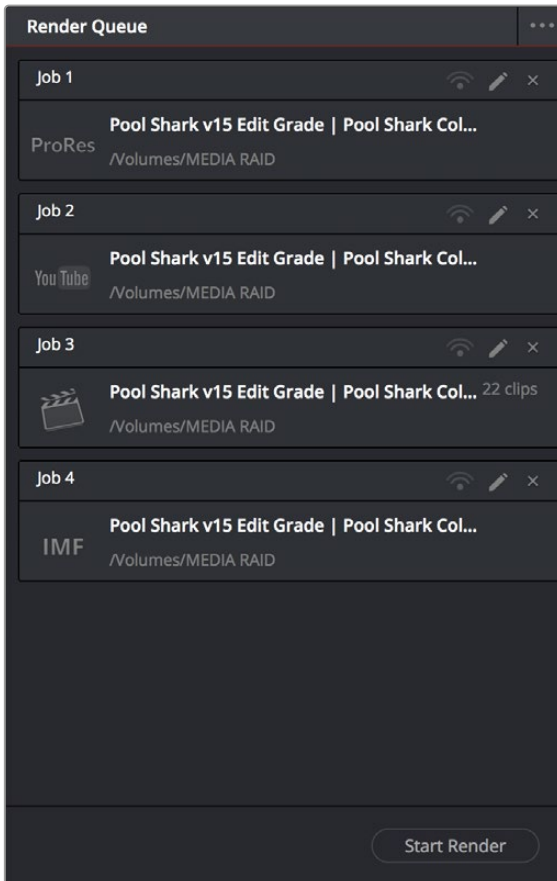 Render Queue
Job 1
ProRes
Pool Shark v15 Edit Grade | Pool Shark Col...
/Volumes/MEDIA RAID
Job 2
YouTube
Pool Shark v15 Edit Grade | Pool Shark Col...
/Volumes/MEDIA RAID
Job 3
Pool Shark v15 Edit Grade | Pool Shark Col... 22 clips
/Volumes/MEDIA RAID
Job 4
IMF
Pool Shark v15 Edit Grade | Pool Shark Col...
/Volumes/MEDIA RAID
Start Render